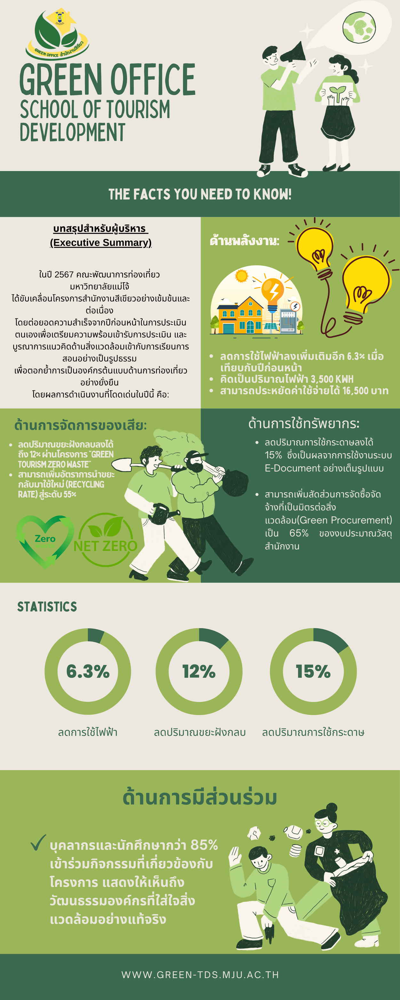 GREEN OFFICE สำนักงานสีเขียว
GREEN OFFICE
SCHOOL OF TOURISM
DEVELOPMENT
THE FACTS YOU NEED TO KNOW!
บทสรุปสำหรับผู้บริหาร
(Executive Summary)
ในปี 2567 คณะพัฒนาการท่องเที่ยว
มหาวิทยาลัยแม่โจ้
ได้ขับเคลื่อนโครงการสำนักงานสีเขียวอย่างเข้มข้นและ
ต่อเนื่อง
โดยต่อยอดความสำเร็จจากปีก่อนหน้าในการประเมิน
ตนเองเพื่อเตรียมความพร้อมเข้ารับการประเมิน และ
บูรณาการแนวคิดด้านสิ่งแวดล้อมเข้ากับการเรียนการ
สอนอย่างเป็นรูปธรรม
เพื่อตอกย้ำการเป็นองค์กรต้นแบบด้านการท่องเที่ยว
อย่างยั่งยืน
โดยผลการดำเนินงานที่โดดเด่นในปีนี้ คือ:
ด้านพลังงาน:
• ลดการใช้ไฟฟ้าลงเพิ่มเติมอีก 6.3% เมื่อ
เทียบกับปีก่อนหน้า
• คิดเป็นปริมาณไฟฟ้า 3,500 KWH
• สามารถประหยัดค่าใช้จ่ายได้ 16,500 บาท
ด้านการจัดการของเสีย:
• ลดปริมาณขยะฝังกลบลงได้
ถึง 12% ผ่านโครงการ "GREEN
TOURISM ZERO WASTE"
• สามารถเพิ่มอัตราการนำขยะ
กลับมาใช้ใหม่ (RECYCLING
RATE) สู่ระดับ 55%
Zero
NET ZERO
ด้านการใช้ทรัพยากร:
• ลดปริมาณการใช้กระดาษลงได้
15% ซึ่งเป็นผลจากการใช้งานระบบ
E-Document อย่างเต็มรูปแบบ
• สามารถเพิ่มสัดส่วนการจัดซื้อจัด
จ้างที่เป็นมิตรต่อสิ่ง
แวดล้อม(Green Procurement)
เป็น 65% ของงบประมาณวัสดุ
สำนักงาน
STATISTICS
6.3%
12%
15%
ลดการใช้ไฟฟ้า
ลดปริมาณขยะฝังกลบ
ลดปริมาณการใช้กระดาษ
ด้านการมีส่วนร่วม
บุคลากรและนักศึกษากว่า 85%
เข้าร่วมกิจกรรมที่เกี่ยวข้องกับ
โครงการ แสดงให้เห็นถึง
วัฒนธรรมองค์กรที่ใส่ใจสิ่ง
แวดล้อมอย่างแท้จริง
WWW.GREEN-TDS.MJU.AC.TH